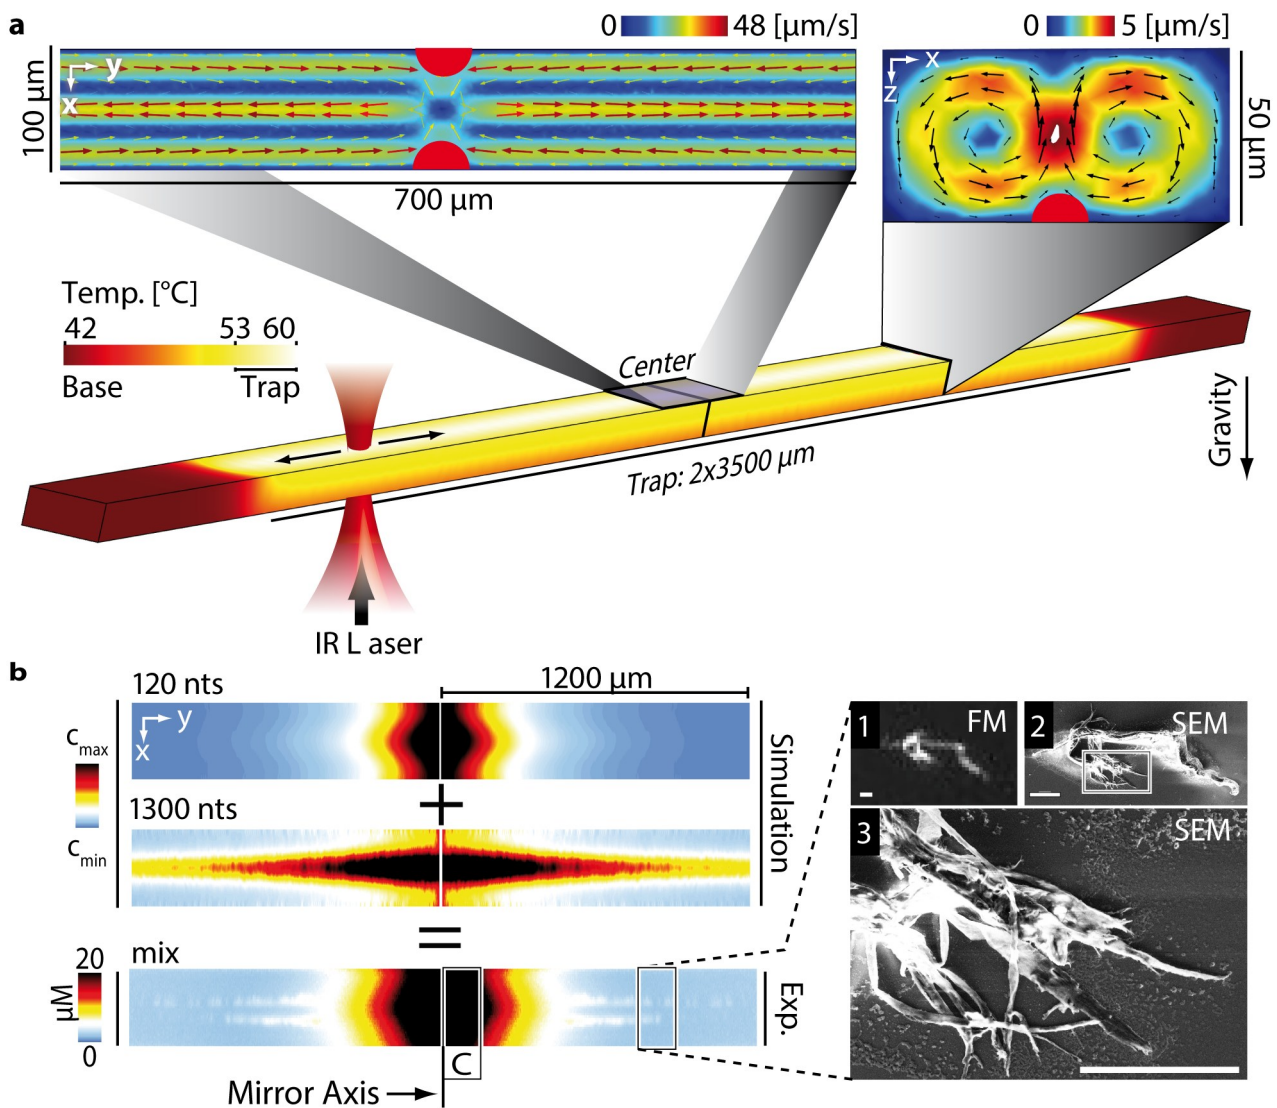 a
0 48 [µm/s]
0 5 [µm/s]
100 µm
y
x
x
z
50 µm
700 µm
Temp. [°C]
42 53 60
Base Trap
Center
Trap: 2x3500 µm
Gravity
IR L aser
b
1200 µm
120 nts
y
x
cmax
1300 nts
cmin
Simulation
mix
20
µM
0
Exp.
C
Mirror Axis
1 FM
2 SEM
3 SEM